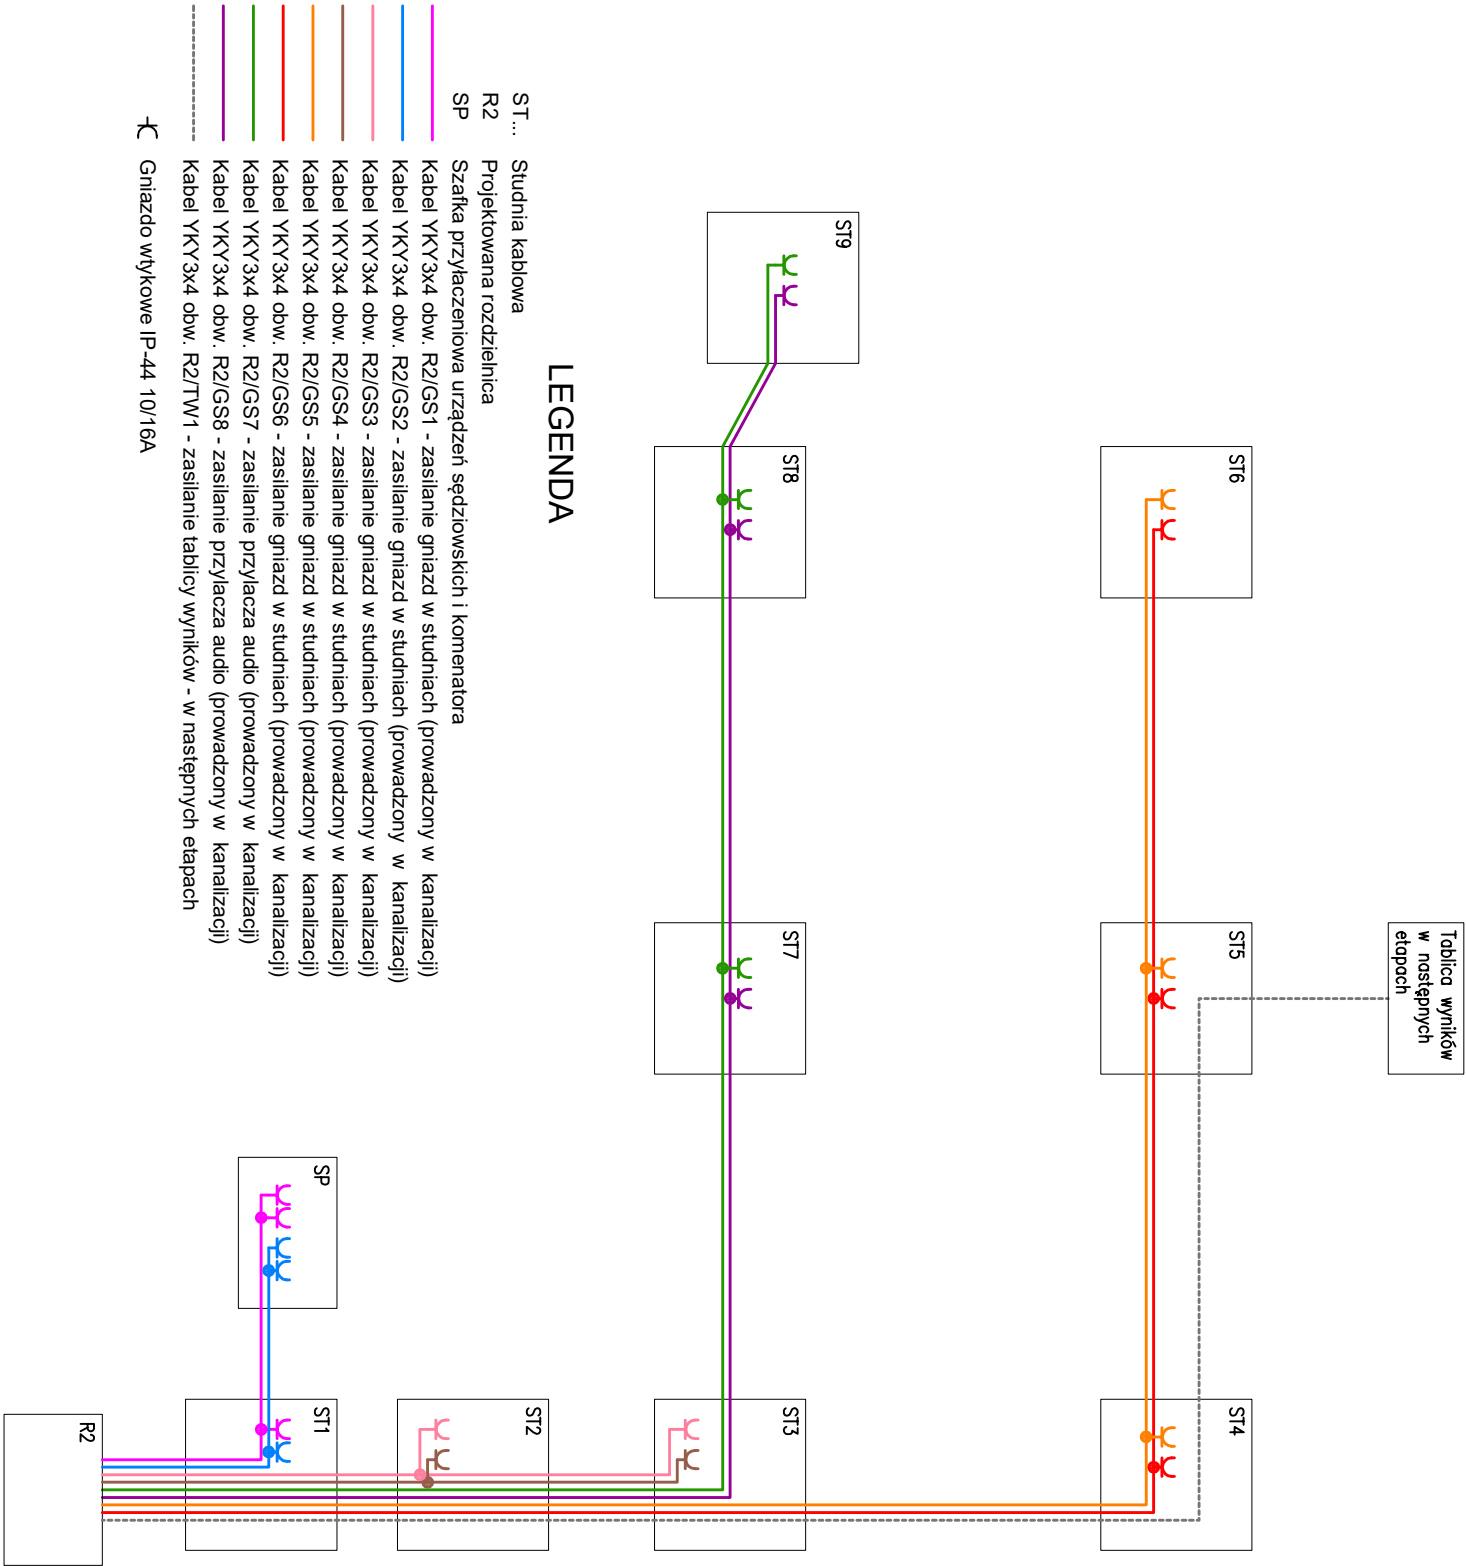 Tablica wyników
w następnych
etapach
ST6
ST5
ST4
ST9
ST8
ST7
ST3
ST2
SP
ST1
R2
LEGENDA
ST... Studnia kablowa
R2 Projektowana rozdzielnica
SP Szafka przyłaczeniowa urządzeń sędziowskich i komenatora
Kabel YKY3x4 obw. R2/GS1 - zasilanie gniazd w studniach (prowadzony w kanalizacji)
Kabel YKY3x4 obw. R2/GS2 - zasilanie gniazd w studniach (prowadzony w kanalizacji)
Kabel YKY3x4 obw. R2/GS3 - zasilanie gniazd w studniach (prowadzony w kanalizacji)
Kabel YKY3x4 obw. R2/GS4 - zasilanie gniazd w studniach (prowadzony w kanalizacji)
Kabel YKY3x4 obw. R2/GS5 - zasilanie gniazd w studniach (prowadzony w kanalizacji)
Kabel YKY3x4 obw. R2/GS6 - zasilanie gniazd w studniach (prowadzony w kanalizacji)
Kabel YKY3x4 obw. R2/GS7 - zasilanie przylacza audio (prowadzony w kanalizacji)
Kabel YKY3x4 obw. R2/GS8 - zasilanie przylacza audio (prowadzony w kanalizacji)
Kabel YKY3x4 obw. R2/TW1 - zasilanie tablicy wyników - w następnych etapach
Gniazdo wtykowe IP-44 10/16A